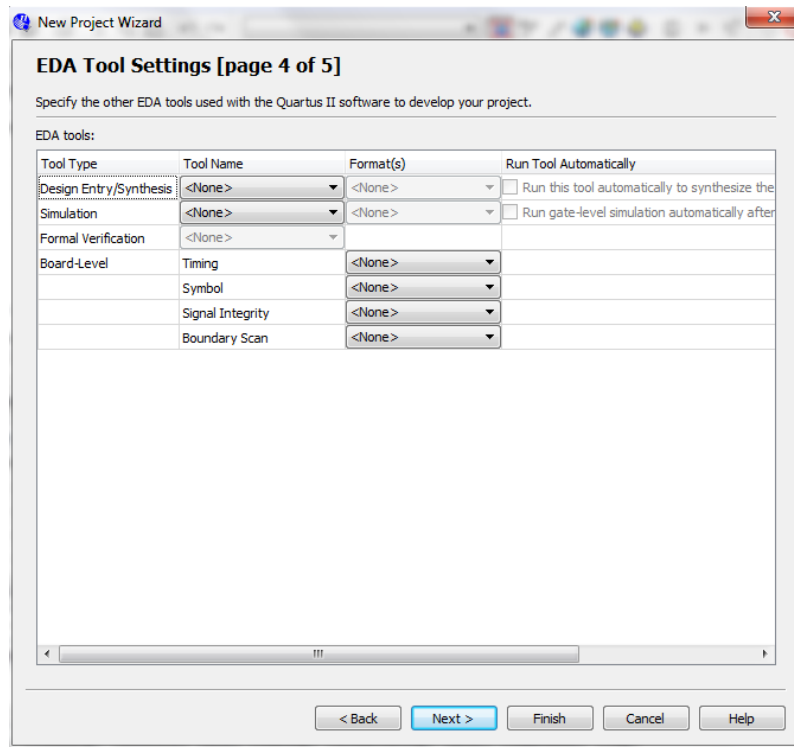 New Project Wizard
x
EDA Tool Settings [page 4 of 5]
Specify the other EDA tools used with the Quartus II software to develop your project.
EDA tools:
Tool Type Tool Name Format(s) Run Tool Automatically
Design Entry/Synthesis <None> <None> Run this tool automatically to synthesize the
Simulation <None> <None> Run gate-level simulation automatically after
Formal Verification <None>
Board-Level Timing <None>
Symbol <None>
Signal Integrity <None>
Boundary Scan <None>
< Back Next > Finish Cancel Help